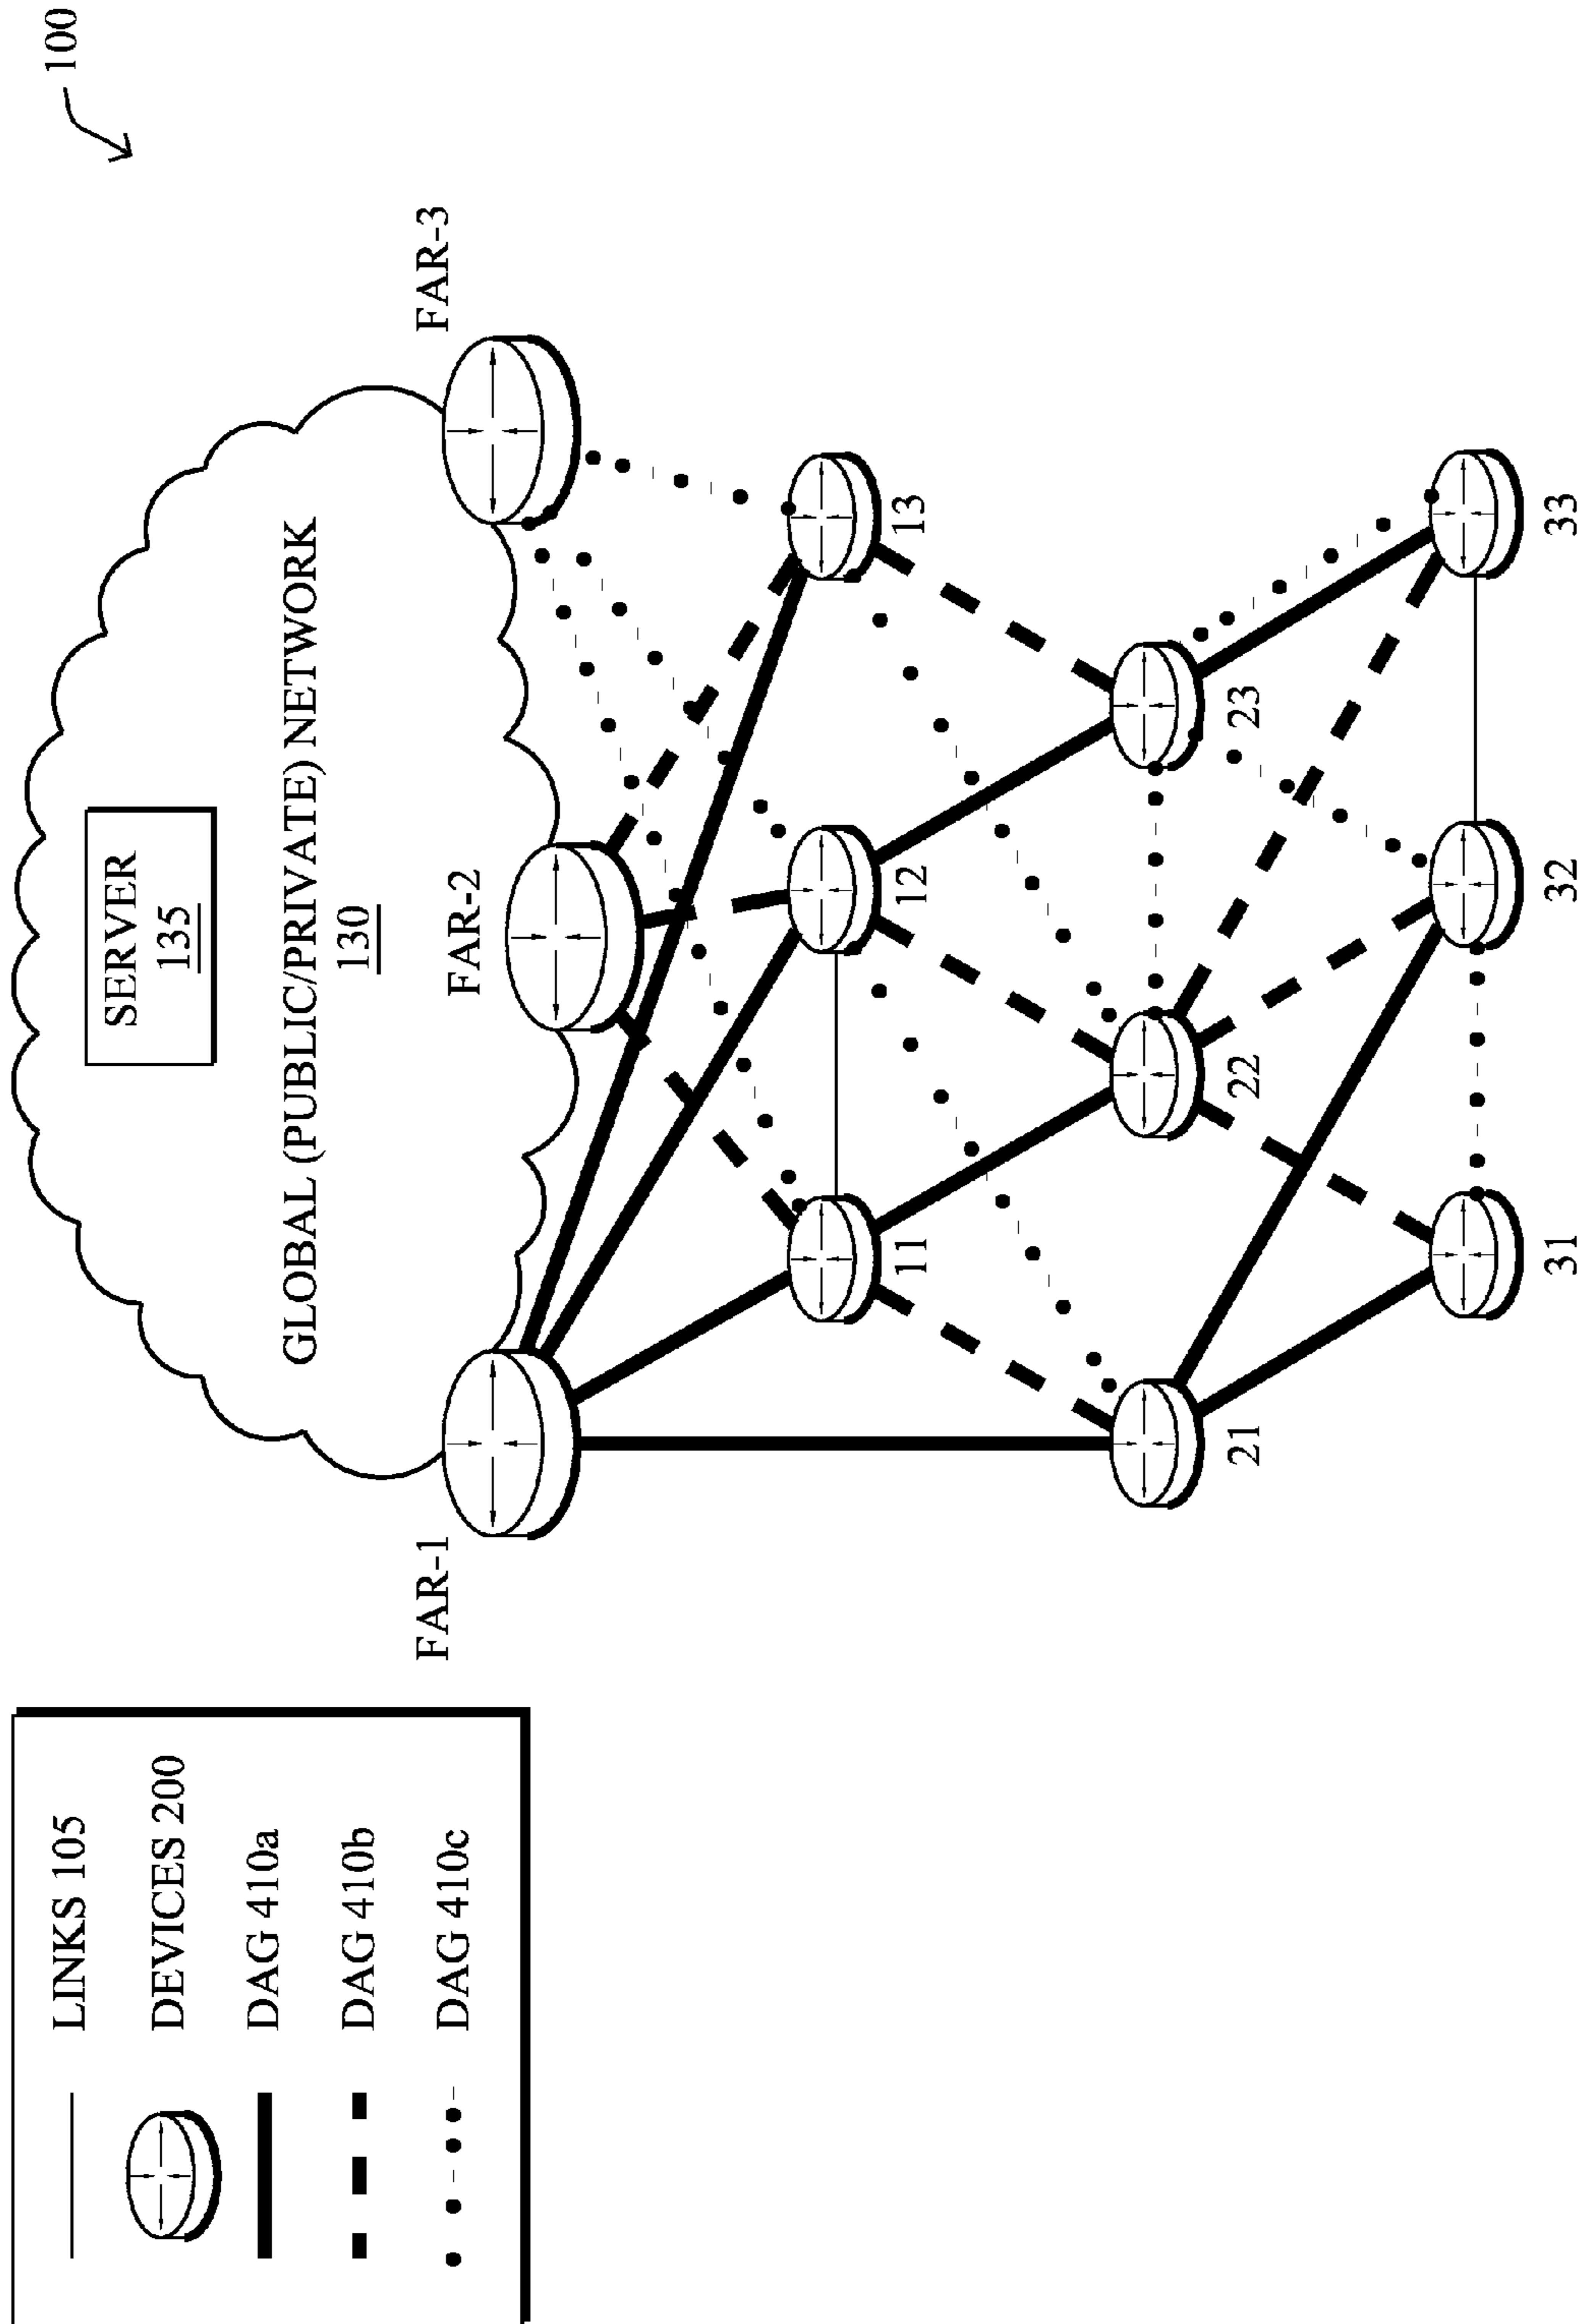 LINKS 105
DEVICES 200
DAG 410a
DAG 410b
DAG 410c
100
SERVER
135
GLOBAL (PUBLIC/PRIVATE) NETWORK
130
FAR-1
FAR-2
FAR-3
11
12
13
21
22
23
31
32
33